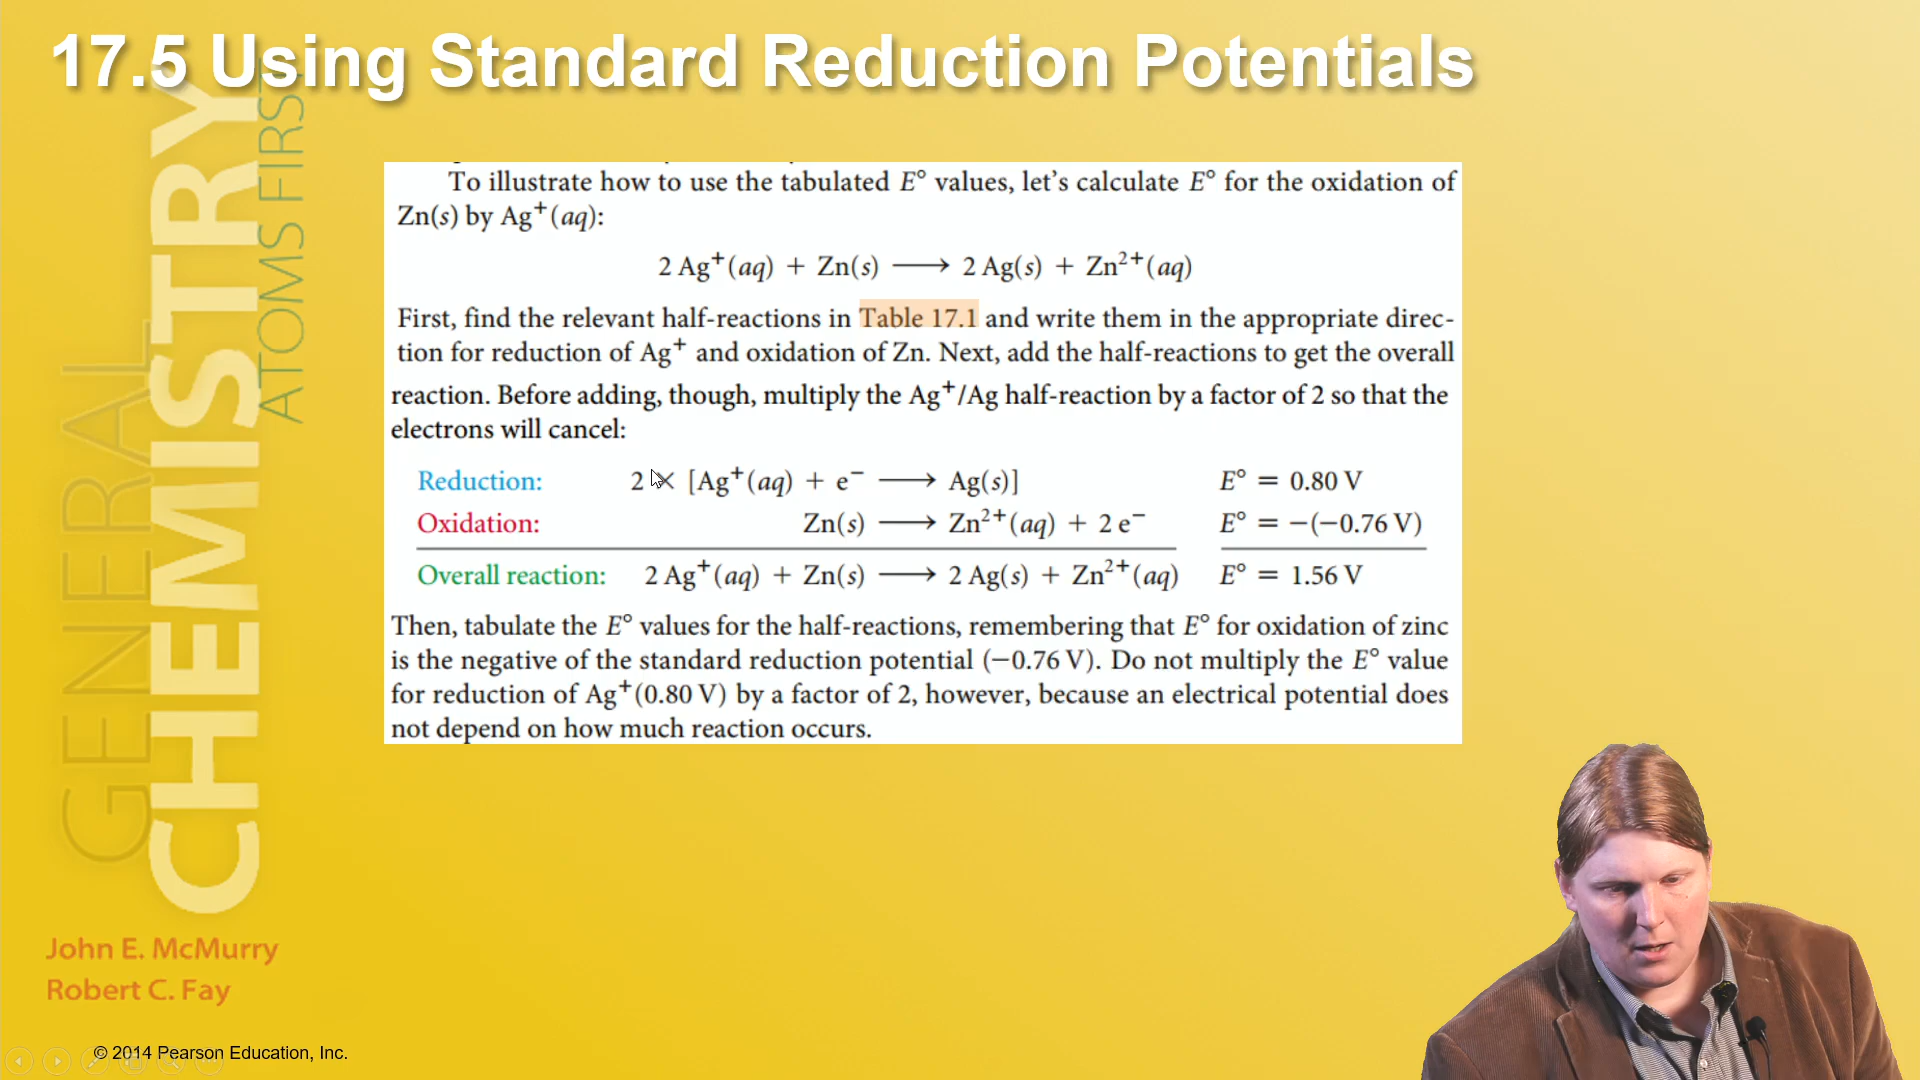 17.5 Using Standard Reduction Potentials
To illustrate how to use the tabulated E° values, let's calculate E° for the oxidation of
Zn(s) by Ag⁺(aq):
2 Ag⁺(aq) + Zn(s) ⟶ 2 Ag(s) + Zn²⁺(aq)
First, find the relevant half-reactions in Table 17.1 and write them in the appropriate direc-
tion for reduction of Ag⁺ and oxidation of Zn. Next, add the half-reactions to get the overall
reaction. Before adding, though, multiply the Ag⁺/Ag half-reaction by a factor of 2 so that the
electrons will cancel:
Reduction: 2 × [Ag⁺(aq) + e⁻ ⟶ Ag(s)] E° = 0.80 V
Oxidation: Zn(s) ⟶ Zn²⁺(aq) + 2 e⁻ E° = −(−0.76 V)
Overall reaction: 2 Ag⁺(aq) + Zn(s) ⟶ 2 Ag(s) + Zn²⁺(aq) E° = 1.56 V
Then, tabulate the E° values for the half-reactions, remembering that E° for oxidation of zinc
is the negative of the standard reduction potential (−0.76 V). Do not multiply the E° value
for reduction of Ag⁺(0.80 V) by a factor of 2, however, because an electrical potential does
not depend on how much reaction occurs.
GENERAL
CHEMISTRY
ATOMS FIRST
John E. McMurry
Robert C. Fay
© 2014 Pearson Education, Inc.